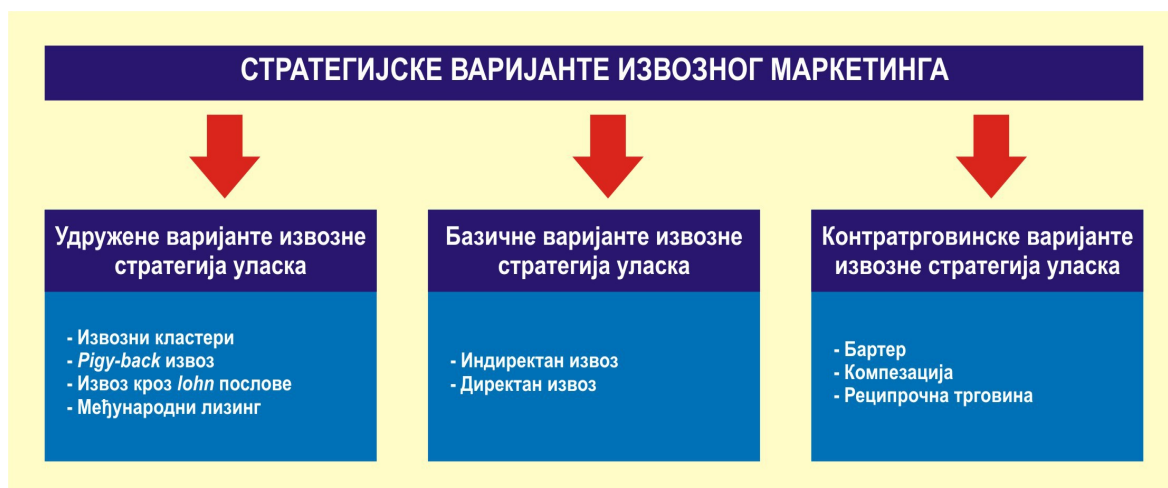 СТРАТЕГИЈСКЕ ВАРИЈАНТЕ ИЗВОЗНОГ МАРКЕТИНГА
Удружене варијанте извозне
стратегија уласка
- Извозни кластери
- Pigy-back извоз
- Извоз кроз lohn послове
- Међународни лизинг
Базичне варијанте извозне
стратегија уласка
- Индиректан извоз
- Директан извоз
Контратрговинске варијанте
извозне стратегија уласка
- Бартер
- Компезација
- Реципрочна трговина